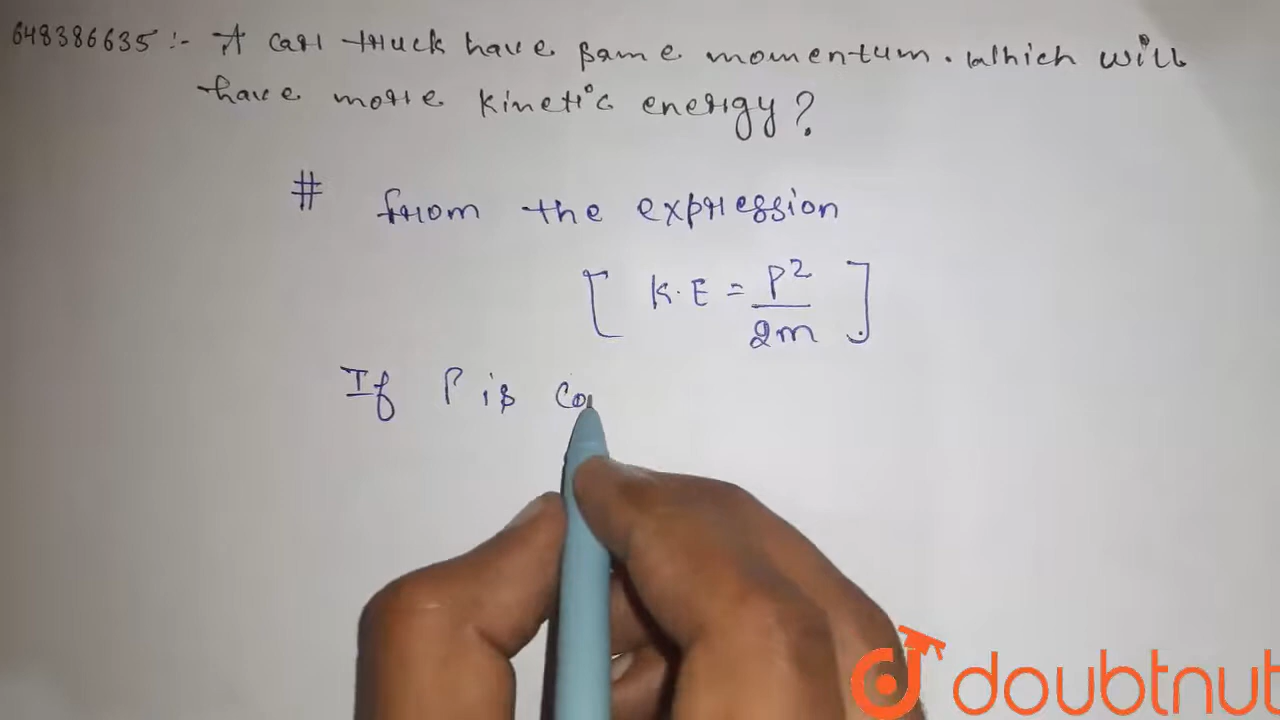 648386635 :- A car truck have same momentum. which will
have more kinetic energy?
# from the expression
[ K.E = P²/2m ]
If P is co
doubtnut